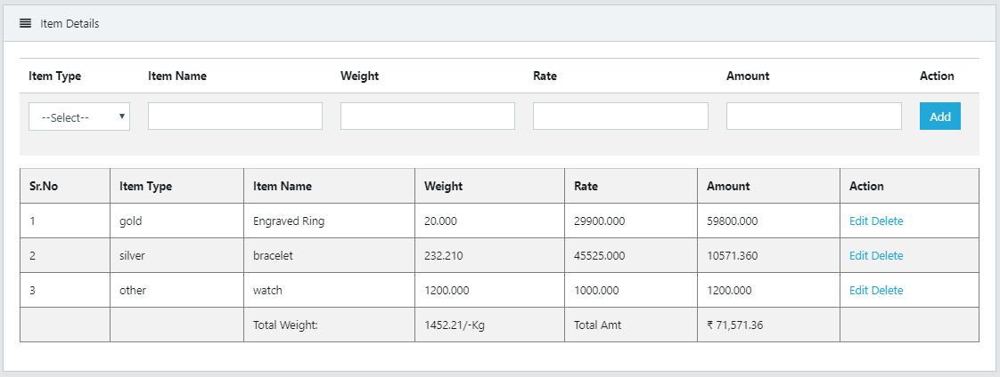 Item Details
Item Type Item Name Weight Rate Amount Action
--Select-- Add
Sr.No Item Type Item Name Weight Rate Amount Action
1 gold Engraved Ring 20.000 29900.000 59800.000 Edit Delete
2 silver bracelet 232.210 45525.000 10571.360 Edit Delete
3 other watch 1200.000 1000.000 1200.000 Edit Delete
Total Weight: 1452.21/-Kg Total Amt ₹ 71,571.36